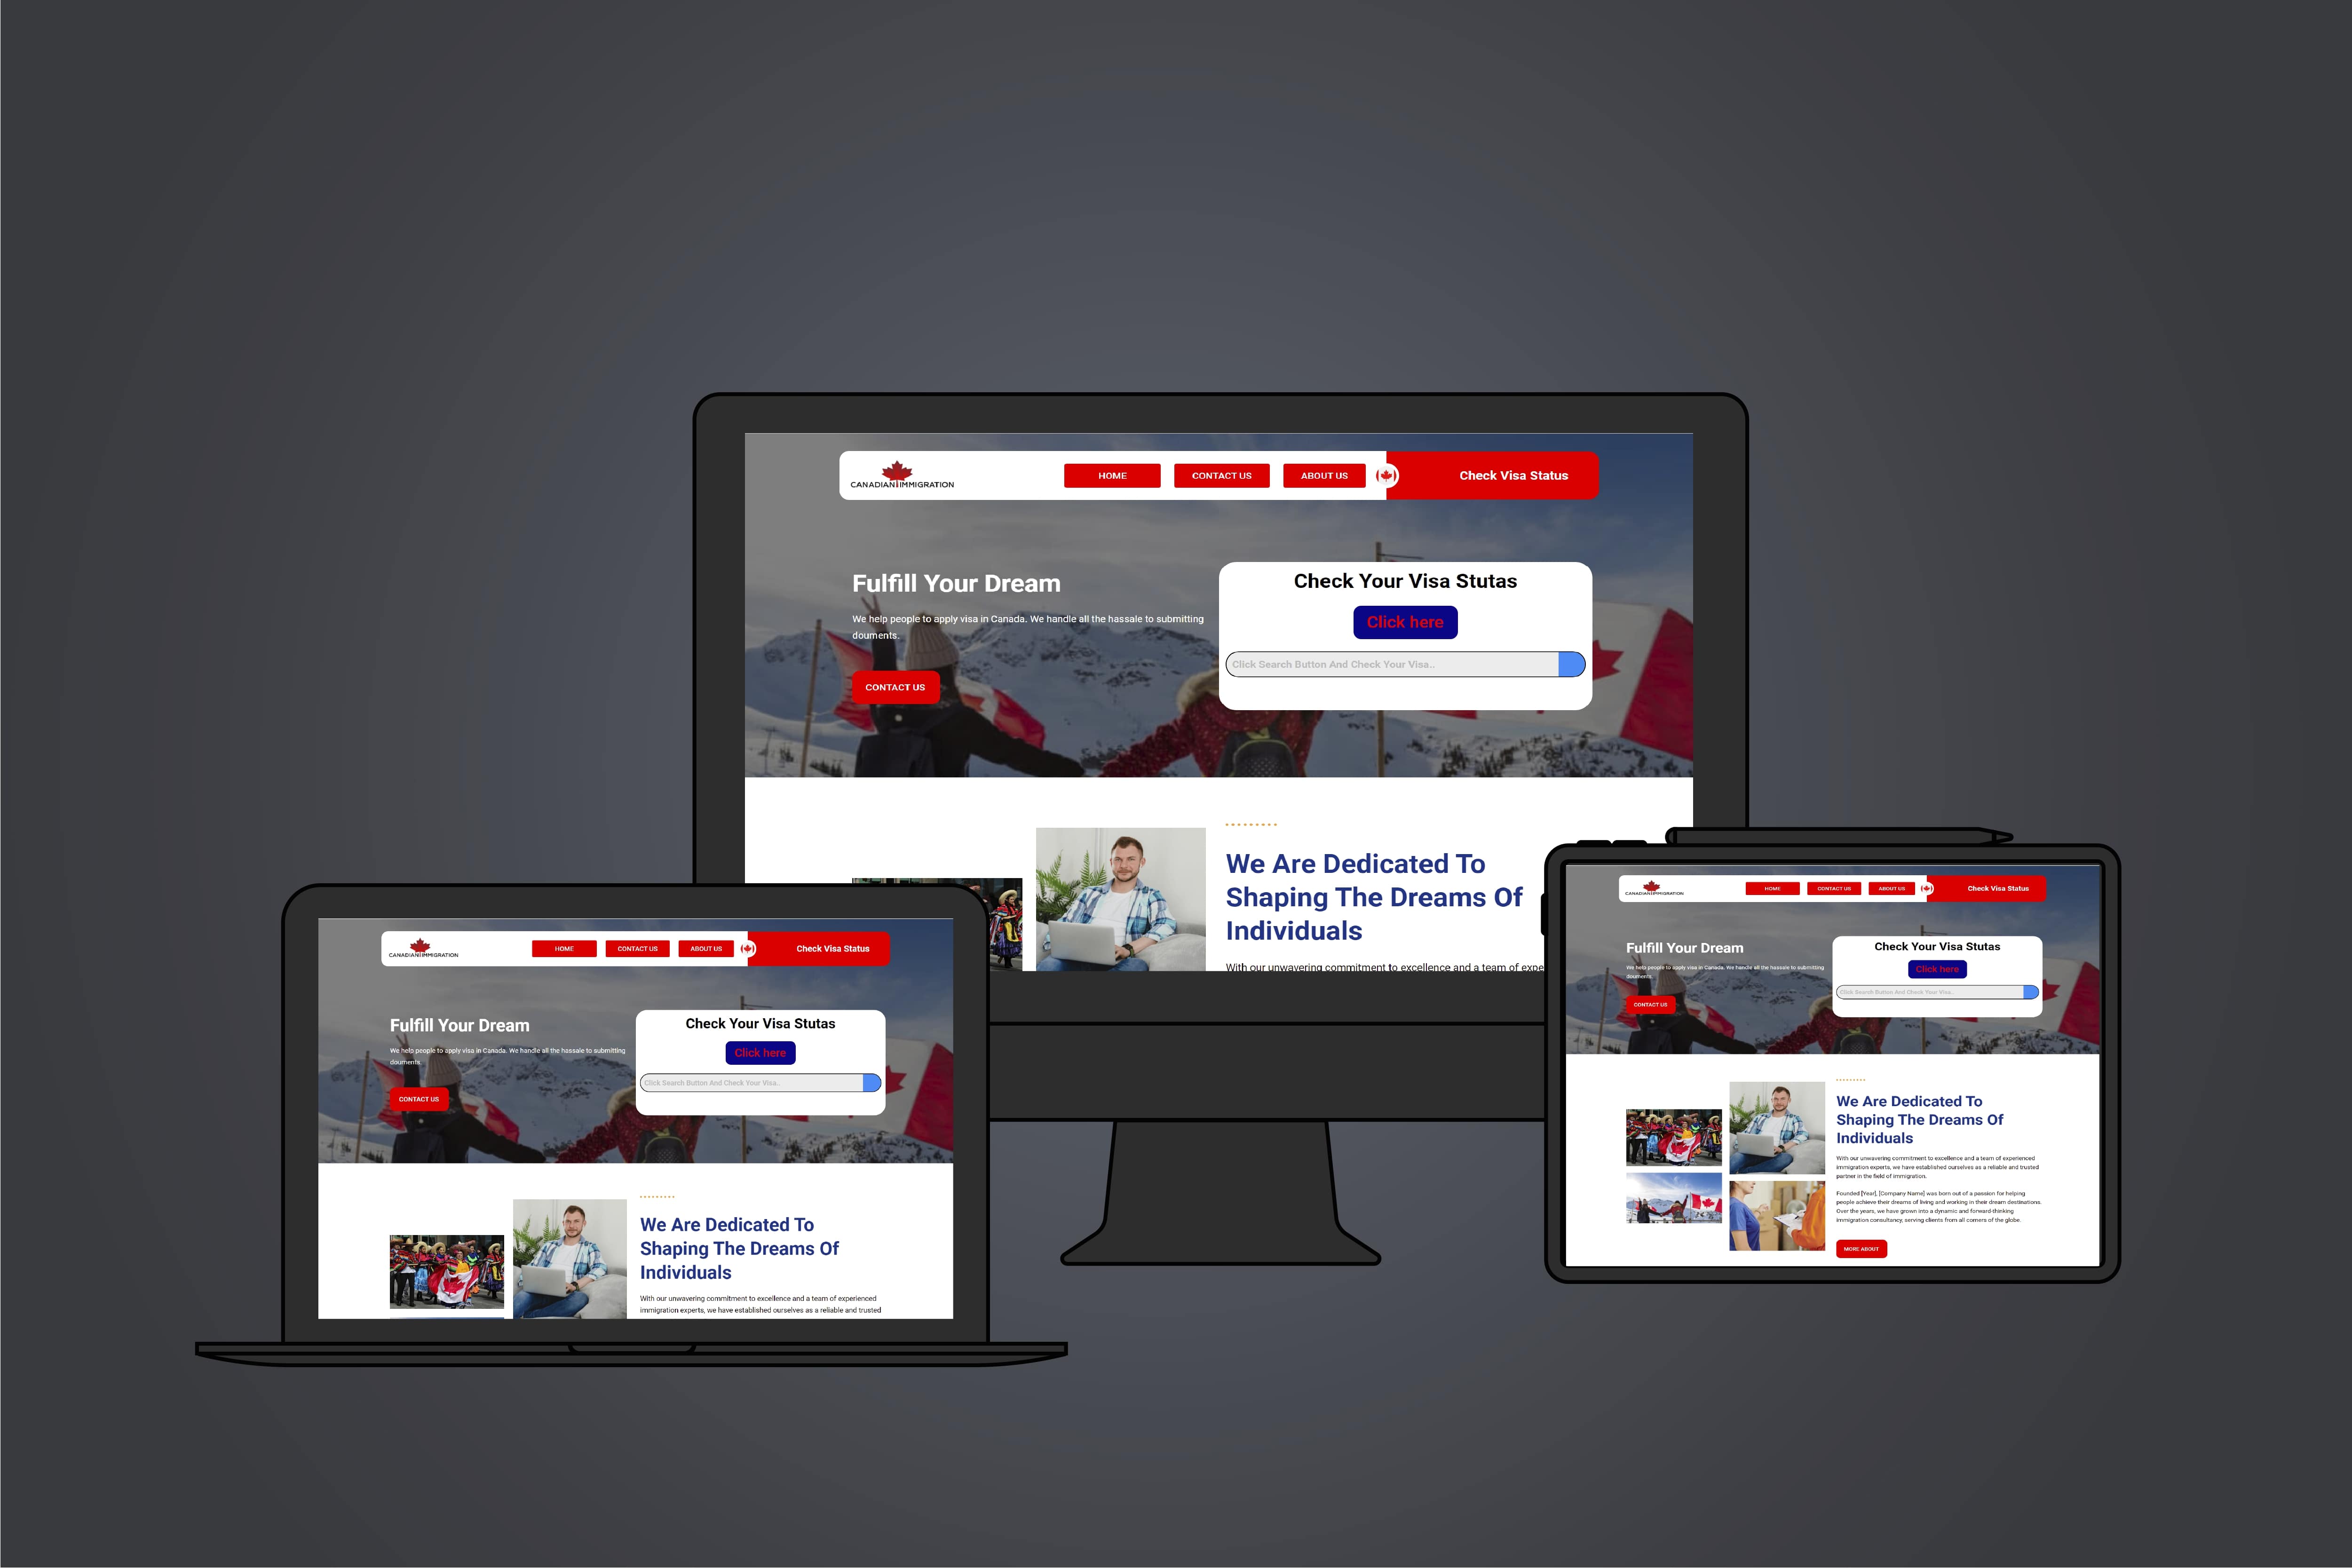 CANADIAN IMMIGRATION
HOME
CONTACT US
ABOUT US
Check Visa Status
Fulfill Your Dream
We help people to apply visa in Canada. We handle all the hassale to submitting
douments.
CONTACT US
Check Your Visa Stutas
Click here
Click Search Button And Check Your Visa..
We Are Dedicated To
Shaping The Dreams Of
Individuals
With our unwavering commitment to excellence and a team of expe
CANADIAN IMMIGRATION
HOME
CONTACT US
ABOUT US
Check Visa Status
Fulfill Your Dream
We help people to apply visa in Canada. We handle all the hassale to submitting
douments.
CONTACT US
Check Your Visa Stutas
Click here
Click Search Button And Check Your Visa..
We Are Dedicated To
Shaping The Dreams Of
Individuals
With our unwavering commitment to excellence and a team of experienced
immigration experts, we have established ourselves as a reliable and trusted
CANADIAN IMMIGRATION
HOME
CONTACT US
ABOUT US
Check Visa Status
Fulfill Your Dream
We help people to apply visa in Canada. We handle all the hassale to submitting
douments.
CONTACT US
Check Your Visa Stutas
Click here
Click Search Button And Check Your Visa..
We Are Dedicated To
Shaping The Dreams Of
Individuals
With our unwavering commitment to excellence and a team of experienced
immigration experts, we have established ourselves as a reliable and trusted
partner in the field of immigration.
Founded [Year], [Company Name] was born out of a passion for helping
people achieve their dreams of living and working in their dream destinations.
Over the years, we have grown into a dynamic and forward-thinking
immigration consultancy, serving clients from all corners of the globe.
MORE ABOUT